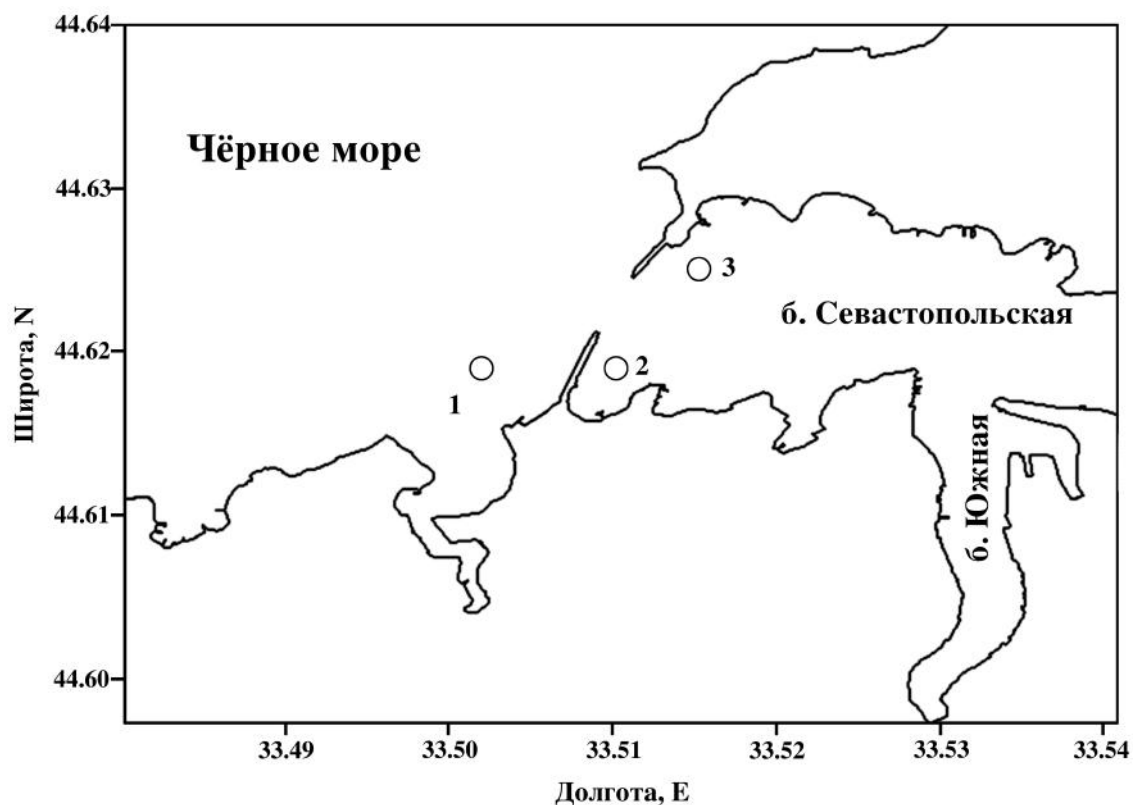 44.64
Чёрное море
44.63
3
б. Севастопольская
44.62
2
1
Широта, N
б. Южная
44.61
44.60
33.49
33.50
33.51
33.52
33.53
33.54
Долгота, E